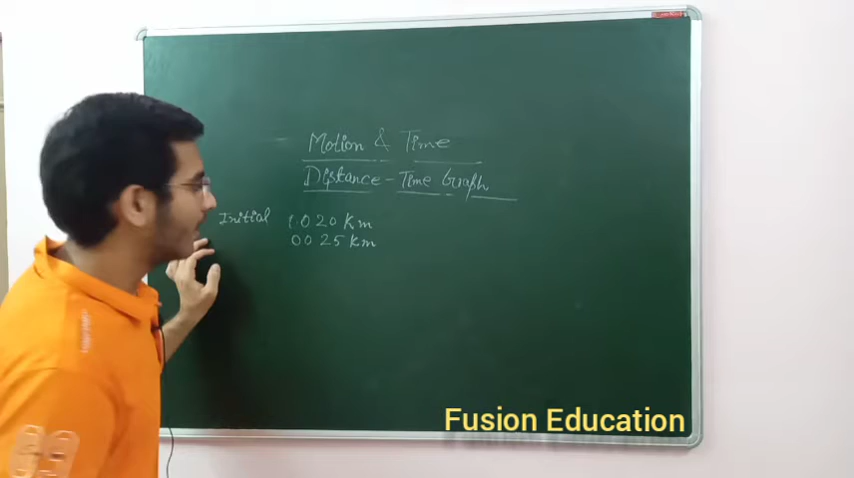 Motion & Time
Distance - Time Graph
Initial 1020 Km
0025 Km
Fusion Education